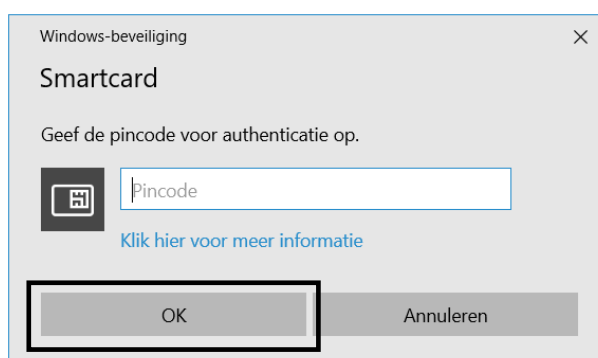 Windows-beveiliging
Smartcard
Geef de pincode voor authenticatie op.
Pincode
Klik hier voor meer informatie
OK
Annuleren